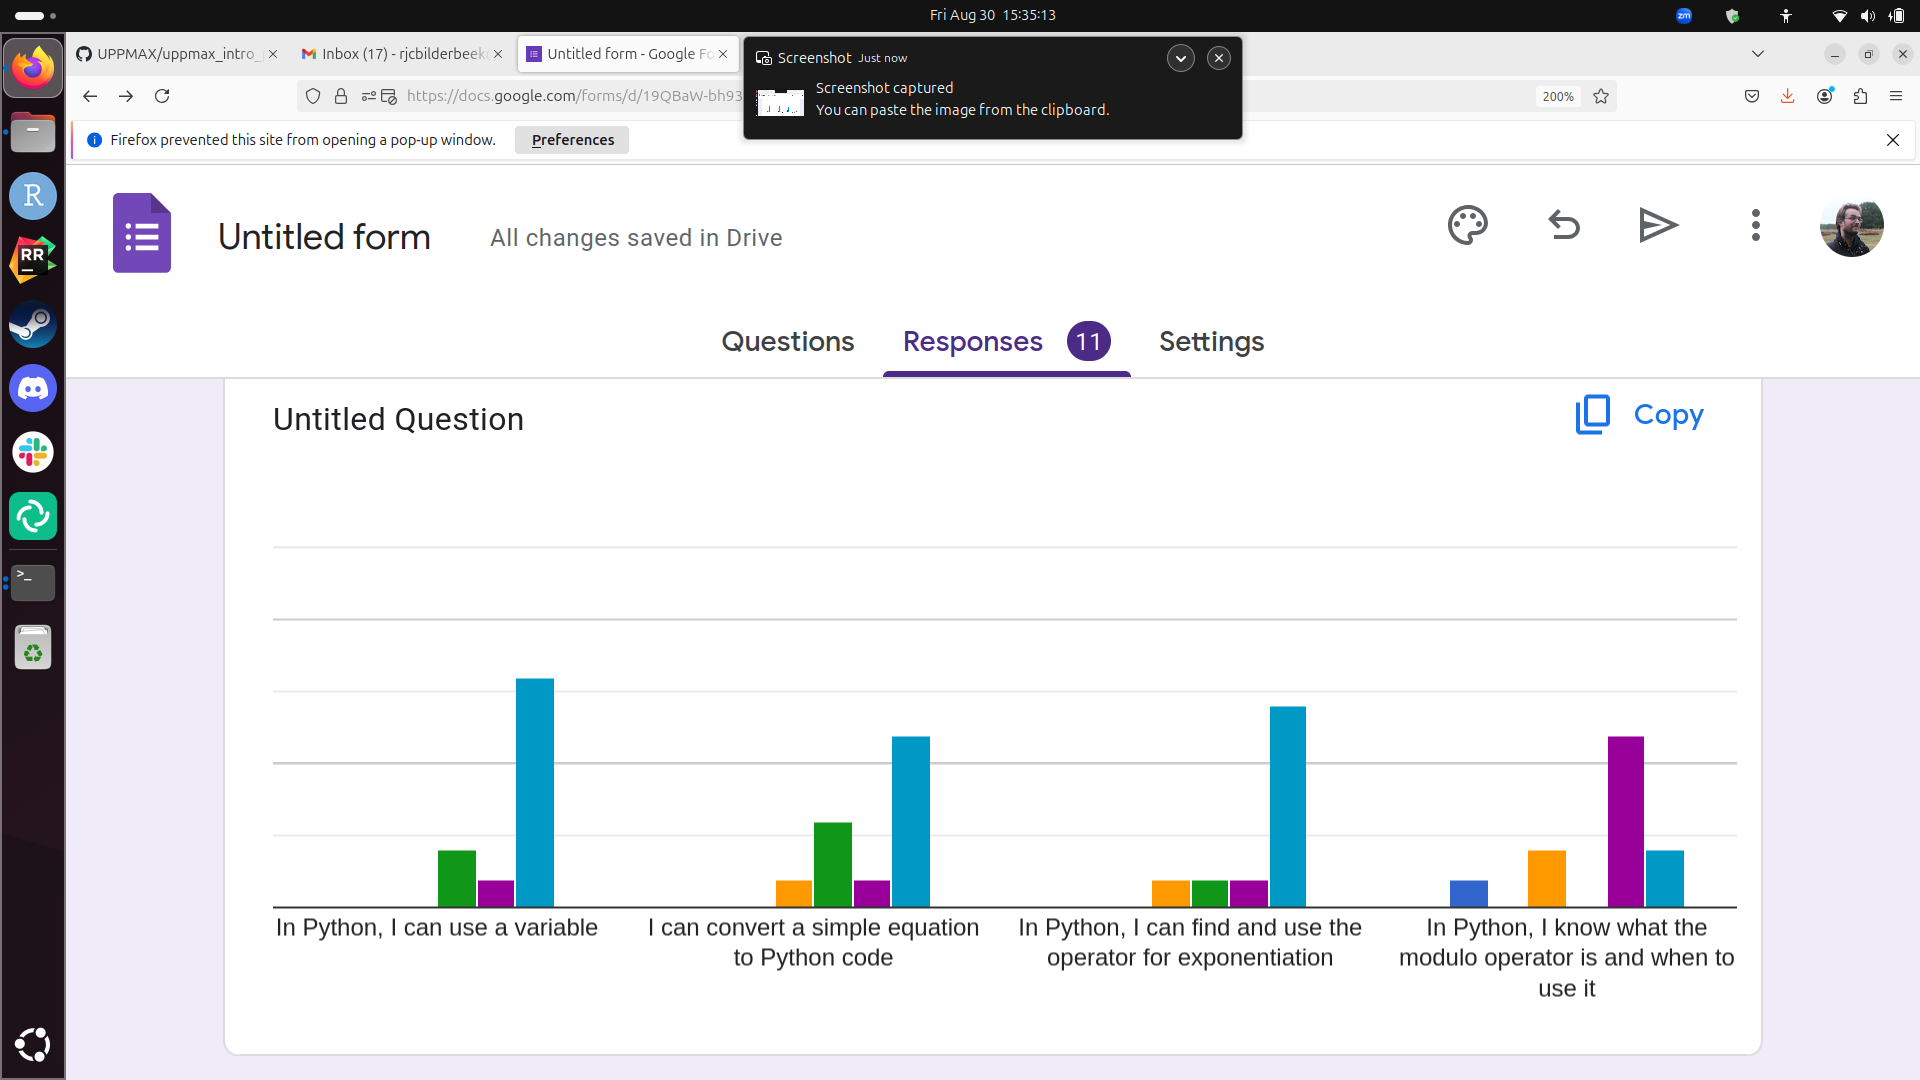 Fri Aug 30 15:35:13
zm
UPPMAX/uppmax_intro_
Inbox (17) - rjcbilderbeek
Untitled form - Google Fo
Screenshot Just now
Screenshot captured
You can paste the image from the clipboard.
https://docs.google.com/forms/d/19QBaW-bh93
200%
Firefox prevented this site from opening a pop-up window.
Preferences
R
RR
>_
Untitled form
All changes saved in Drive
Questions
Responses 11
Settings
Untitled Question
Copy
In Python, I can use a variable
I can convert a simple equation
to Python code
In Python, I can find and use the
operator for exponentiation
In Python, I know what the
modulo operator is and when to
use it